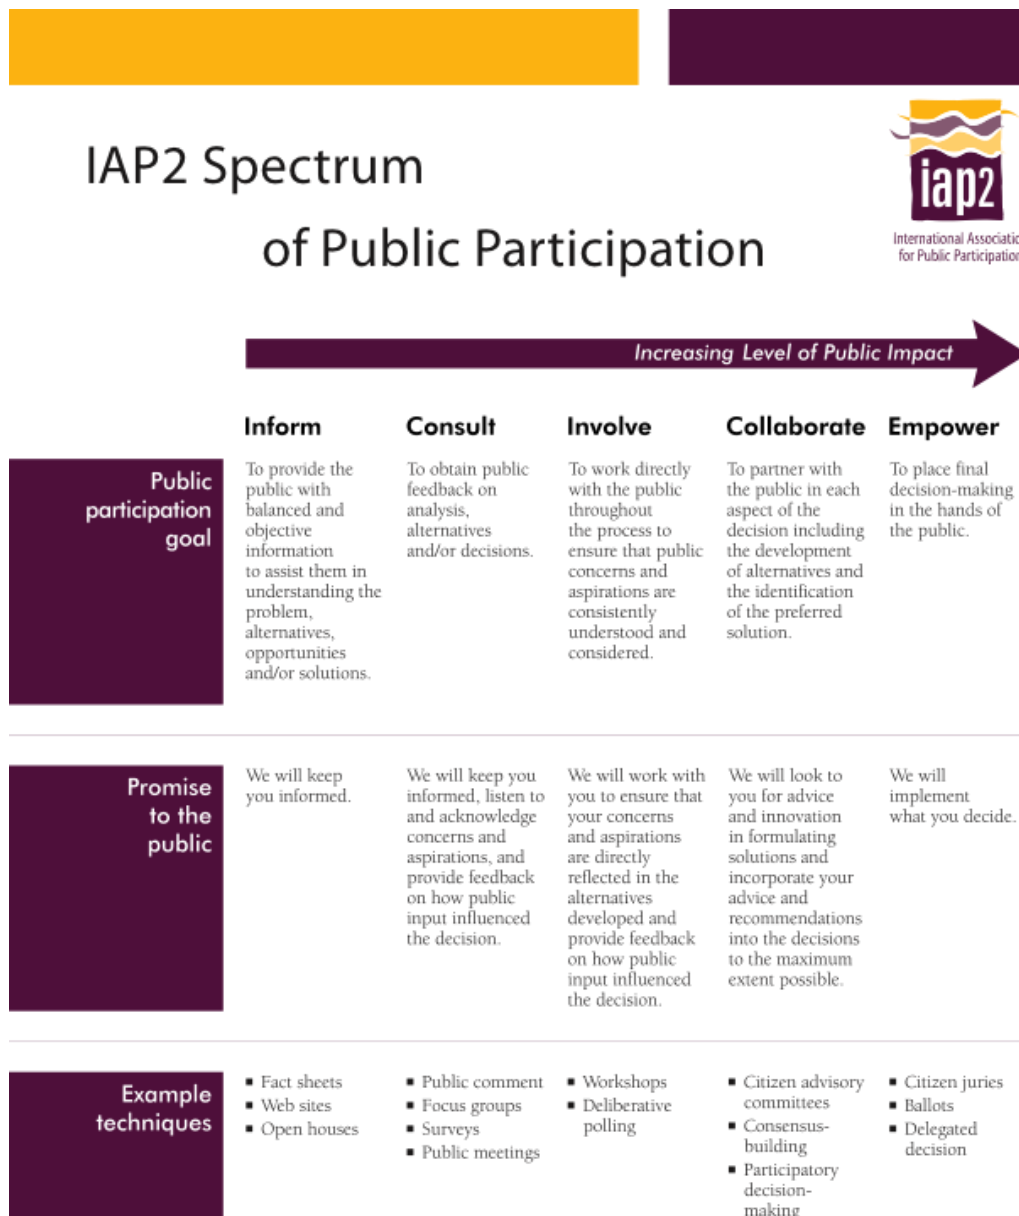 IAP2 Spectrum
of Public Participation
iap2
International Associatio
for Public Participation
Increasing Level of Public Impact
Inform
Consult
Involve
Collaborate
Empower
Public
participation
goal
To provide the
public with
balanced and
objective
information
to assist them in
understanding the
problem,
alternatives,
opportunities
and/or solutions.
To obtain public
feedback on
analysis,
alternatives
and/or decisions.
To work directly
with the public
throughout
the process to
ensure that public
concerns and
aspirations are
consistently
understood and
considered.
To partner with
the public in each
aspect of the
decision including
the development
of alternatives and
the identification
of the preferred
solution.
To place final
decision-making
in the hands of
the public.
Promise
to the
public
We will keep
you informed.
We will keep you
informed, listen to
and acknowledge
concerns and
aspirations, and
provide feedback
on how public
input influenced
the decision.
We will work with
you to ensure that
your concerns
and aspirations
are directly
reflected in the
alternatives
developed and
provide feedback
on how public
input influenced
the decision.
We will look to
you for advice
and innovation
in formulating
solutions and
incorporate your
advice and
recommendations
into the decisions
to the maximum
extent possible.
We will
implement
what you decide.
Example
techniques
▪ Fact sheets
▪ Web sites
▪ Open houses
▪ Public comment
▪ Focus groups
▪ Surveys
▪ Public meetings
▪ Workshops
▪ Deliberative
polling
▪ Citizen advisory
committees
▪ Consensus-
building
▪ Participatory
decision-
making
▪ Citizen juries
▪ Ballots
▪ Delegated
decision